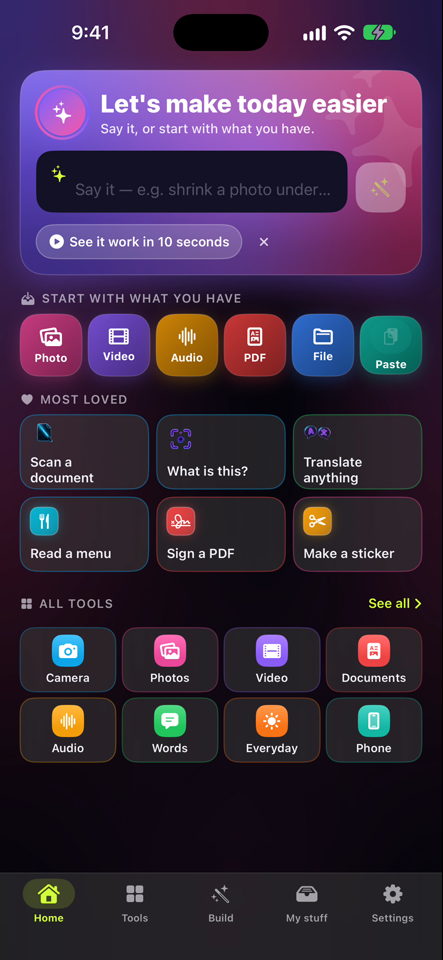 9:41
Let's make today easier
Say it, or start with what you have.
Say it — e.g. shrink a photo under...
See it work in 10 seconds
START WITH WHAT YOU HAVE
Photo
Video
Audio
PDF
File
Paste
MOST LOVED
Scan a
document
What is this?
Translate
anything
Read a menu
Sign a PDF
Make a sticker
ALL TOOLS
See all
Camera
Photos
Video
Documents
Audio
Words
Everyday
Phone
Home
Tools
Build
My stuff
Settings